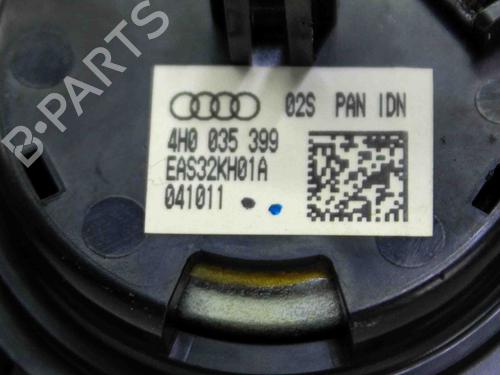 B-PARTS
02S PAN IDN
4H0 035 399
EAS32KH01A
041011